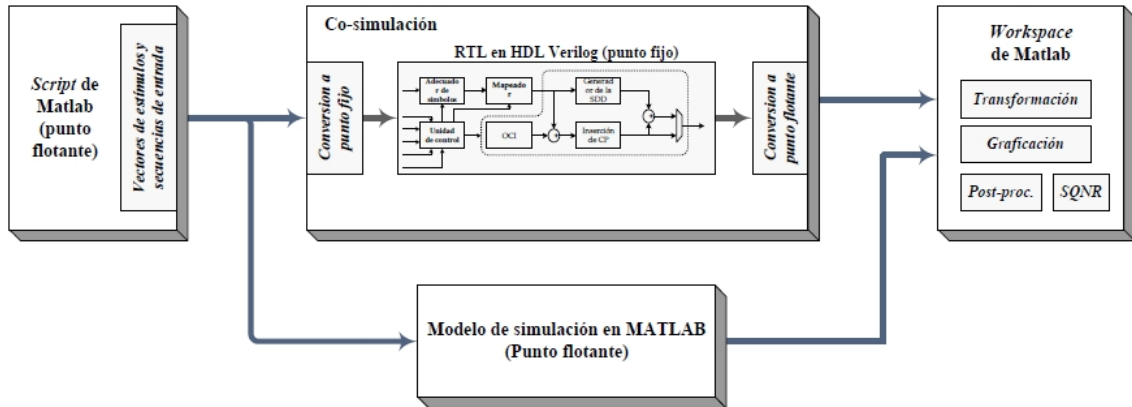 Script de
Matlab
(punto
flotante)
Vectores de estímulos y
secuencias de entrada
Co-simulación
Conversion a
punto fijo
RTL en HDL Verilog (punto fijo)
Adecuado
r de
símbolos
Mapeado
r
Generad
or de la
SDD
Unidad
de control
OCI
Inserción
de CP
+
+
Conversion a
punto flotante
Workspace
de Matlab
Transformación
Graficación
Post-proc.
SQNR
Modelo de simulación en MATLAB
(Punto flotante)